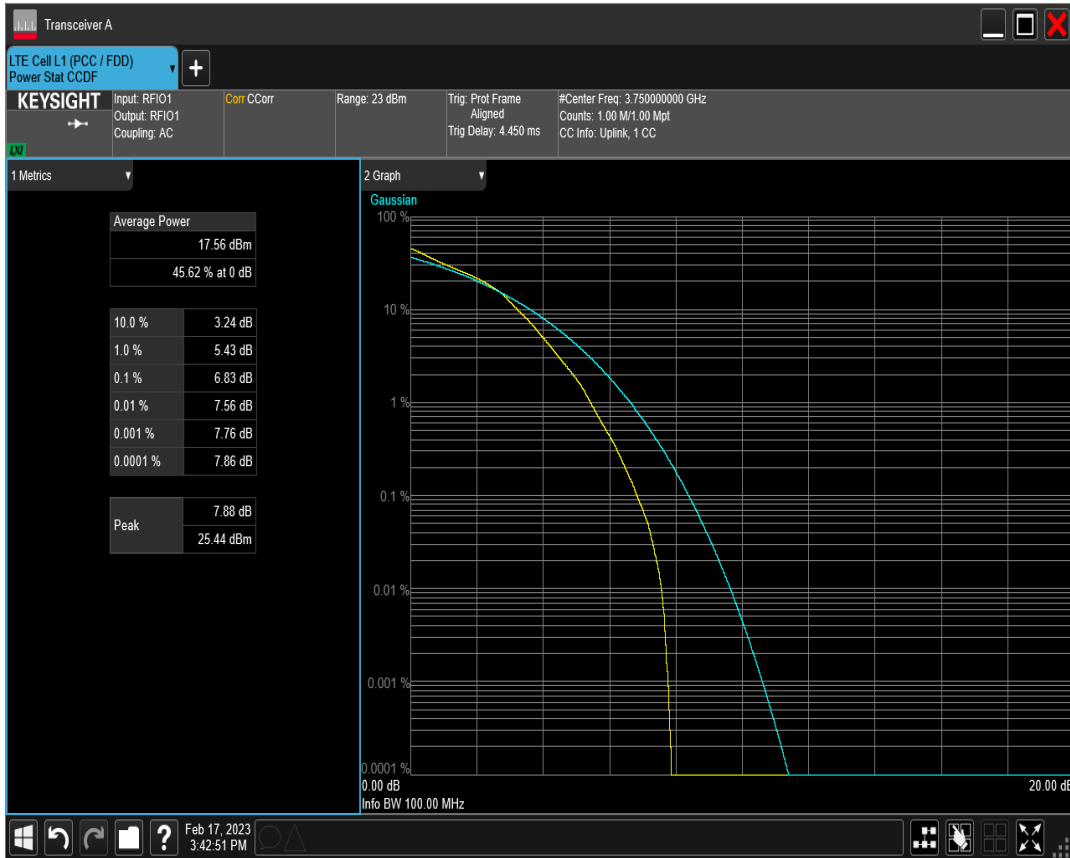 Transceiver A
LTE Cell L1 (PCC / FDD)
Power Stat CCDF
+
KEYSIGHT
LXI
Input: RFIO1
Output: RFIO1
Coupling: AC
Corr CCorr
Range: 23 dBm
Trig: Prot Frame
Aligned
Trig Delay: 4.450 ms
#Center Freq: 3.750000000 GHz
Counts: 1.00 M/1.00 Mpt
CC Info: Uplink, 1 CC
1 Metrics
Average Power
17.56 dBm
45.62 % at 0 dB
10.0 % 3.24 dB
1.0 % 5.43 dB
0.1 % 6.83 dB
0.01 % 7.56 dB
0.001 % 7.76 dB
0.0001 % 7.86 dB
Peak 7.88 dB
25.44 dBm
2 Graph
Gaussian
100 %
10 %
1 %
0.1 %
0.01 %
0.001 %
0.0001 %
0.00 dB 20.00 dB
Info BW 100.00 MHz
? Feb 17, 2023
3:42:51 PM